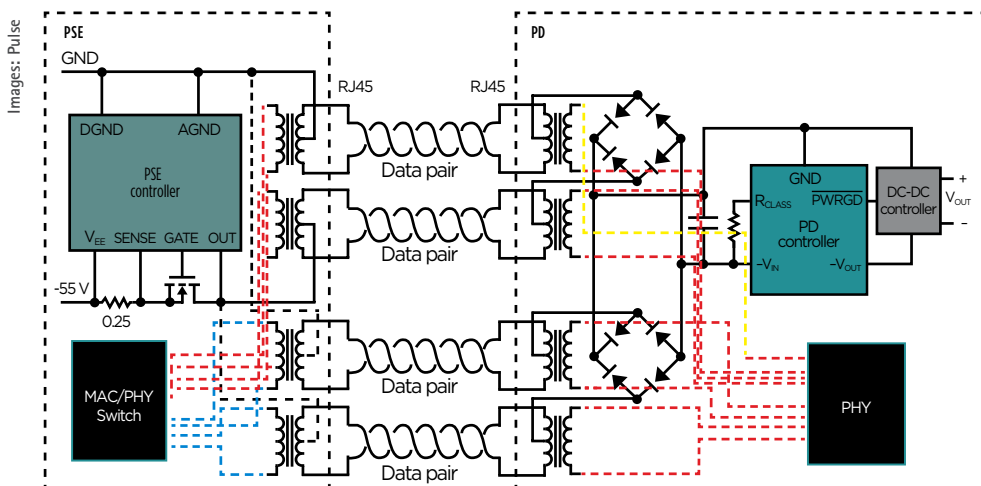 Images: Pulse
PSE
PD
GND
RJ45
RJ45
DGND
AGND
PSE
controller
VEE
SENSE
GATE
OUT
-55 V
0.25
MAC/PHY
Switch
Data pair
Data pair
Data pair
Data pair
GND
RCLASS
PWRGD
PD
controller
–VIN
–VOUT
DC-DC
controller
+
VOUT
–
PHY